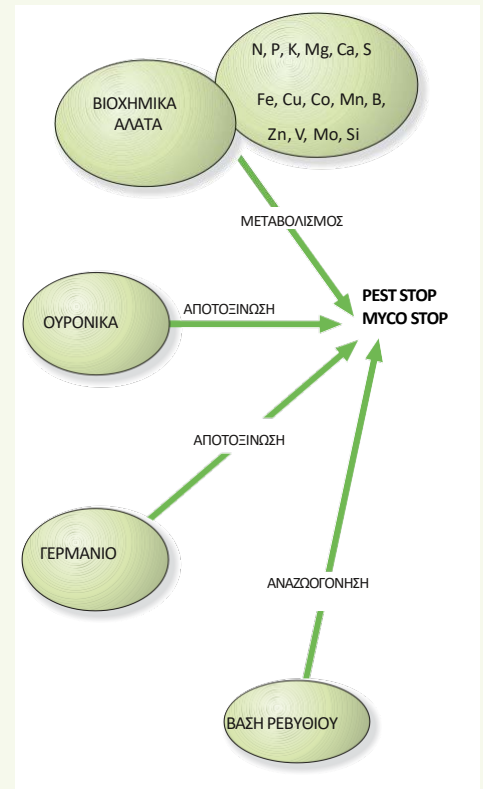 N, P, K, Mg, Ca, S
Fe, Cu, Co, Mn, B,
Zn, V, Mo, Si
ΒΙΟΧΗΜΙΚΑ
ΑΛΑΤΑ
ΜΕΤΑΒΟΛΙΣΜΟΣ
PEST STOP
MYCO STOP
ΑΠΟΤΟΞΙΝΩΣΗ
ΟΥΡΟΝΙΚΑ
ΑΠΟΤΟΞΙΝΩΣΗ
ΓΕΡΜΑΝΙΟ
ΑΝΑΖΩΟΓΟΝΗΣΗ
ΒΑΣΗ ΡΕΒΥΘΙΟΥ